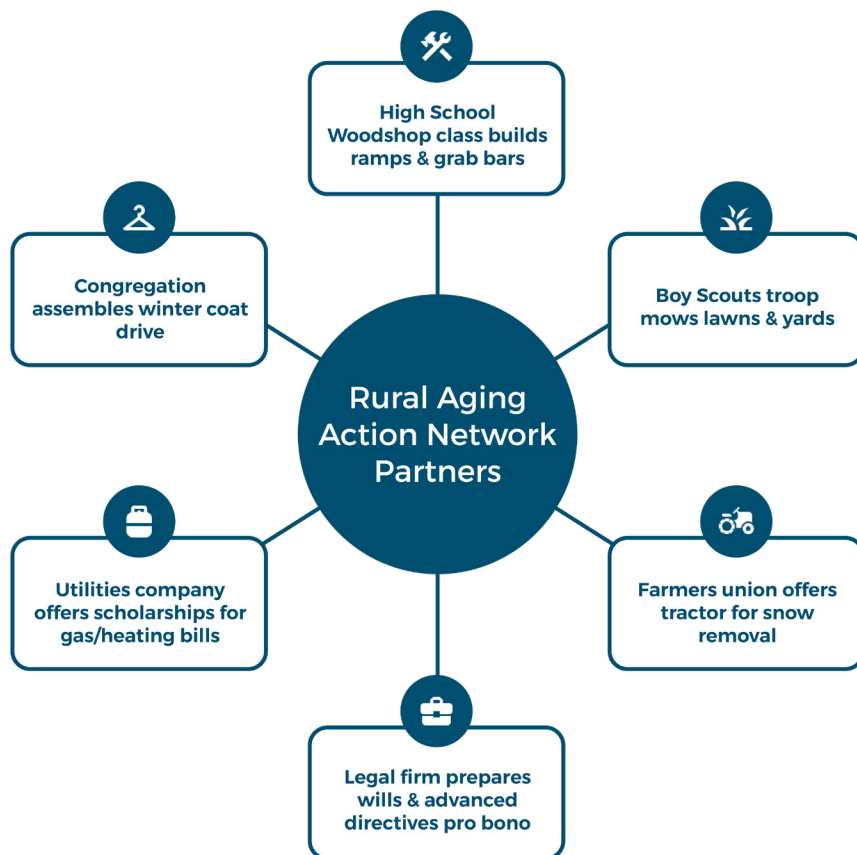 High School
Woodshop class builds
ramps & grab bars
Congregation
assembles winter coat
drive
Boy Scouts troop
mows lawns & yards
Rural Aging
Action Network
Partners
Utilities company
offers scholarships for
gas/heating bills
Farmers union offers
tractor for snow
removal
Legal firm prepares
wills & advanced
directives pro bono